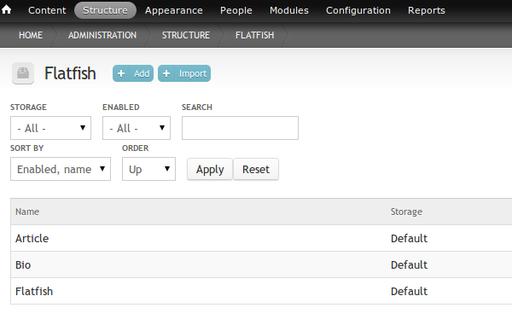 Content Structure Appearance People Modules Configuration Reports
HOME ADMINISTRATION STRUCTURE FLATFISH
Flatfish + Add + Import
STORAGE ENABLED SEARCH
- All - - All -
SORT BY ORDER
Enabled, name Up Apply Reset
Name Storage
Article Default
Bio Default
Flatfish Default